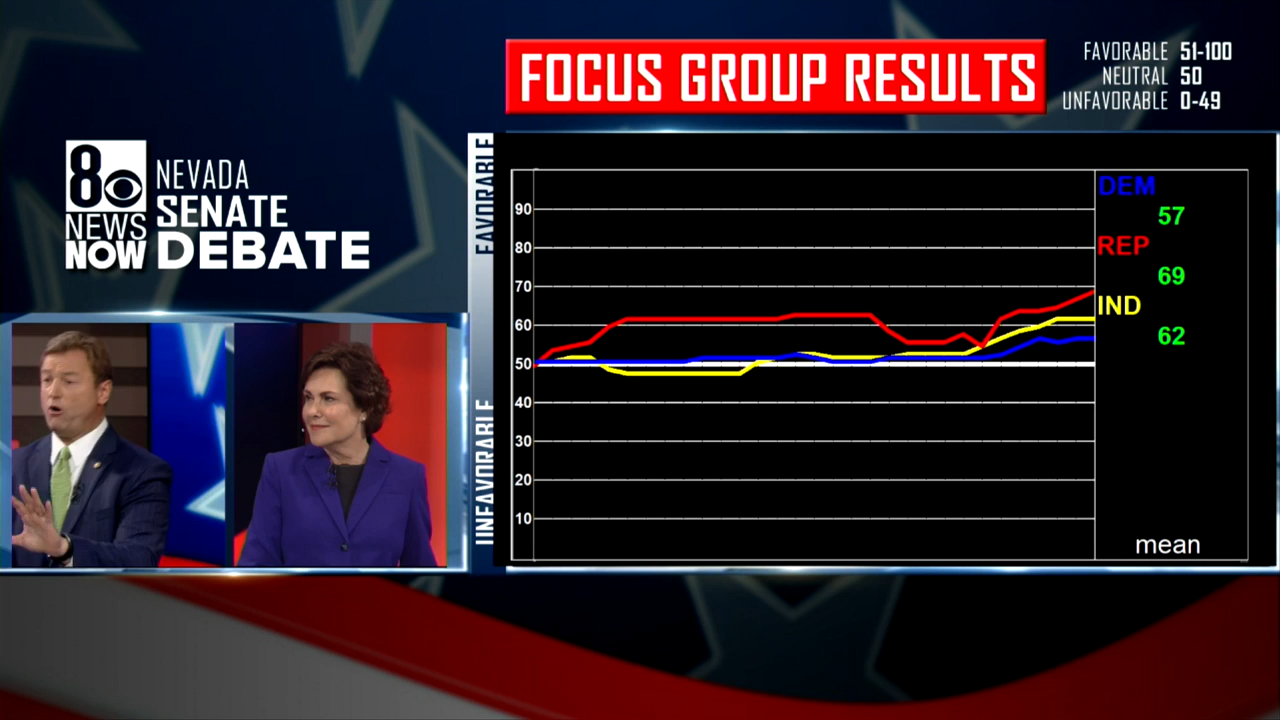 FOCUS GROUP RESULTS
FAVORABLE 51-100
NEUTRAL 50
UNFAVORABLE 0-49
8 NEWS NOW
NEVADA
SENATE
DEBATE
FAVORABLE
UNFAVORABLE
90
80
70
60
50
40
30
20
10
DEM
57
REP
69
IND
62
mean